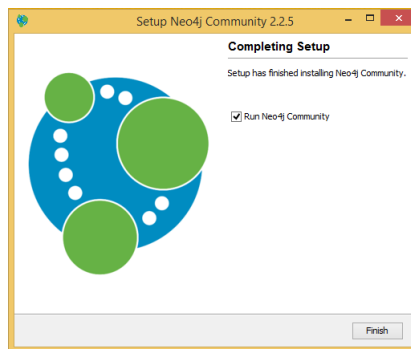 Setup Neo4j Community 2.2.5
Completing Setup
Setup has finished installing Neo4j Community.
Run Neo4j Community
Finish